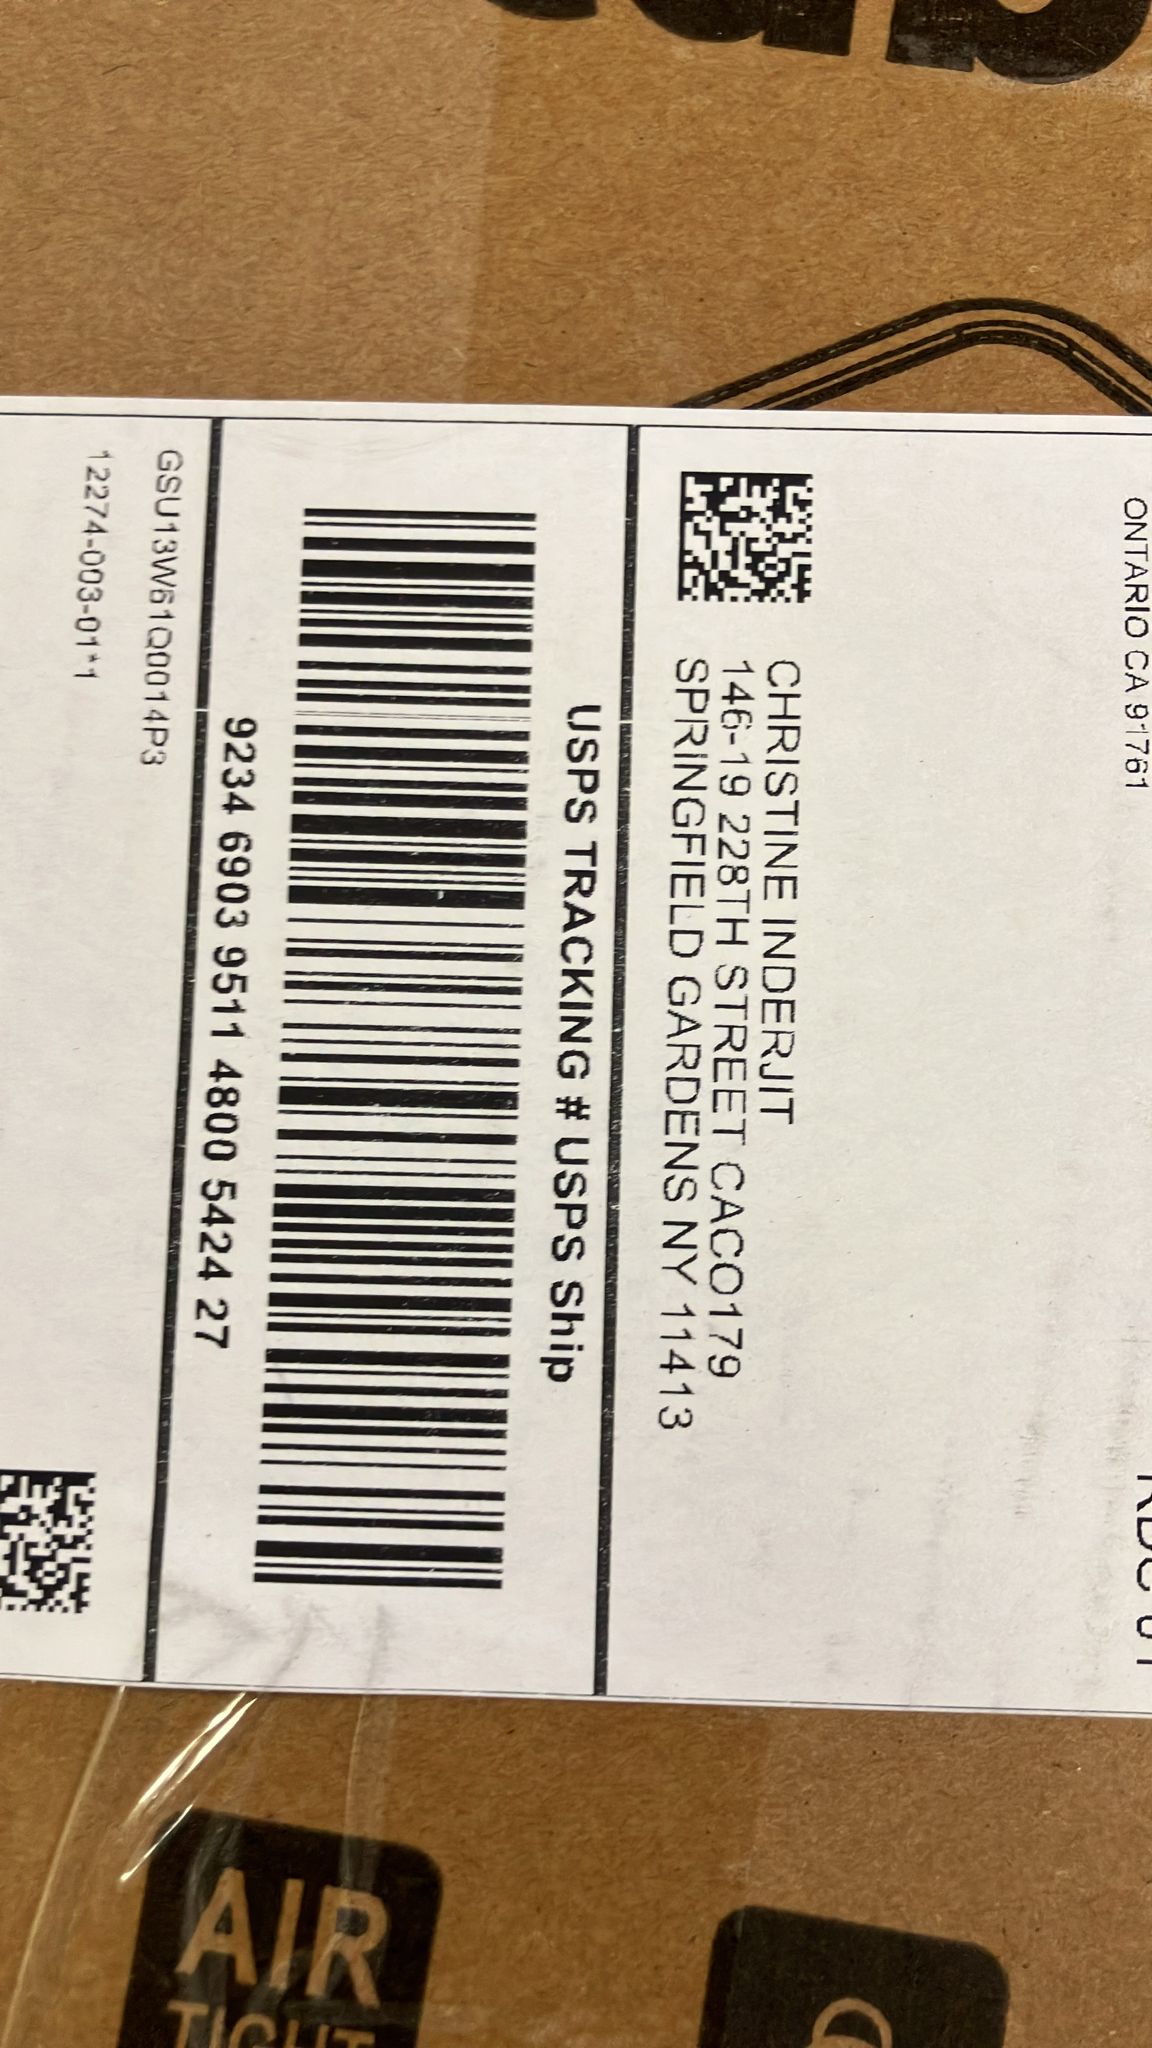 ONTARIO CA 91761
CHRISTINE INDERJIT
146-19 228TH STREET CACO179
SPRINGFIELD GARDENS NY 11413
USPS TRACKING # USPS Ship
9234 6903 9511 4800 5424 27
GSU13W61Q0014P3
12274-003-01*1
AIR
TIGHT